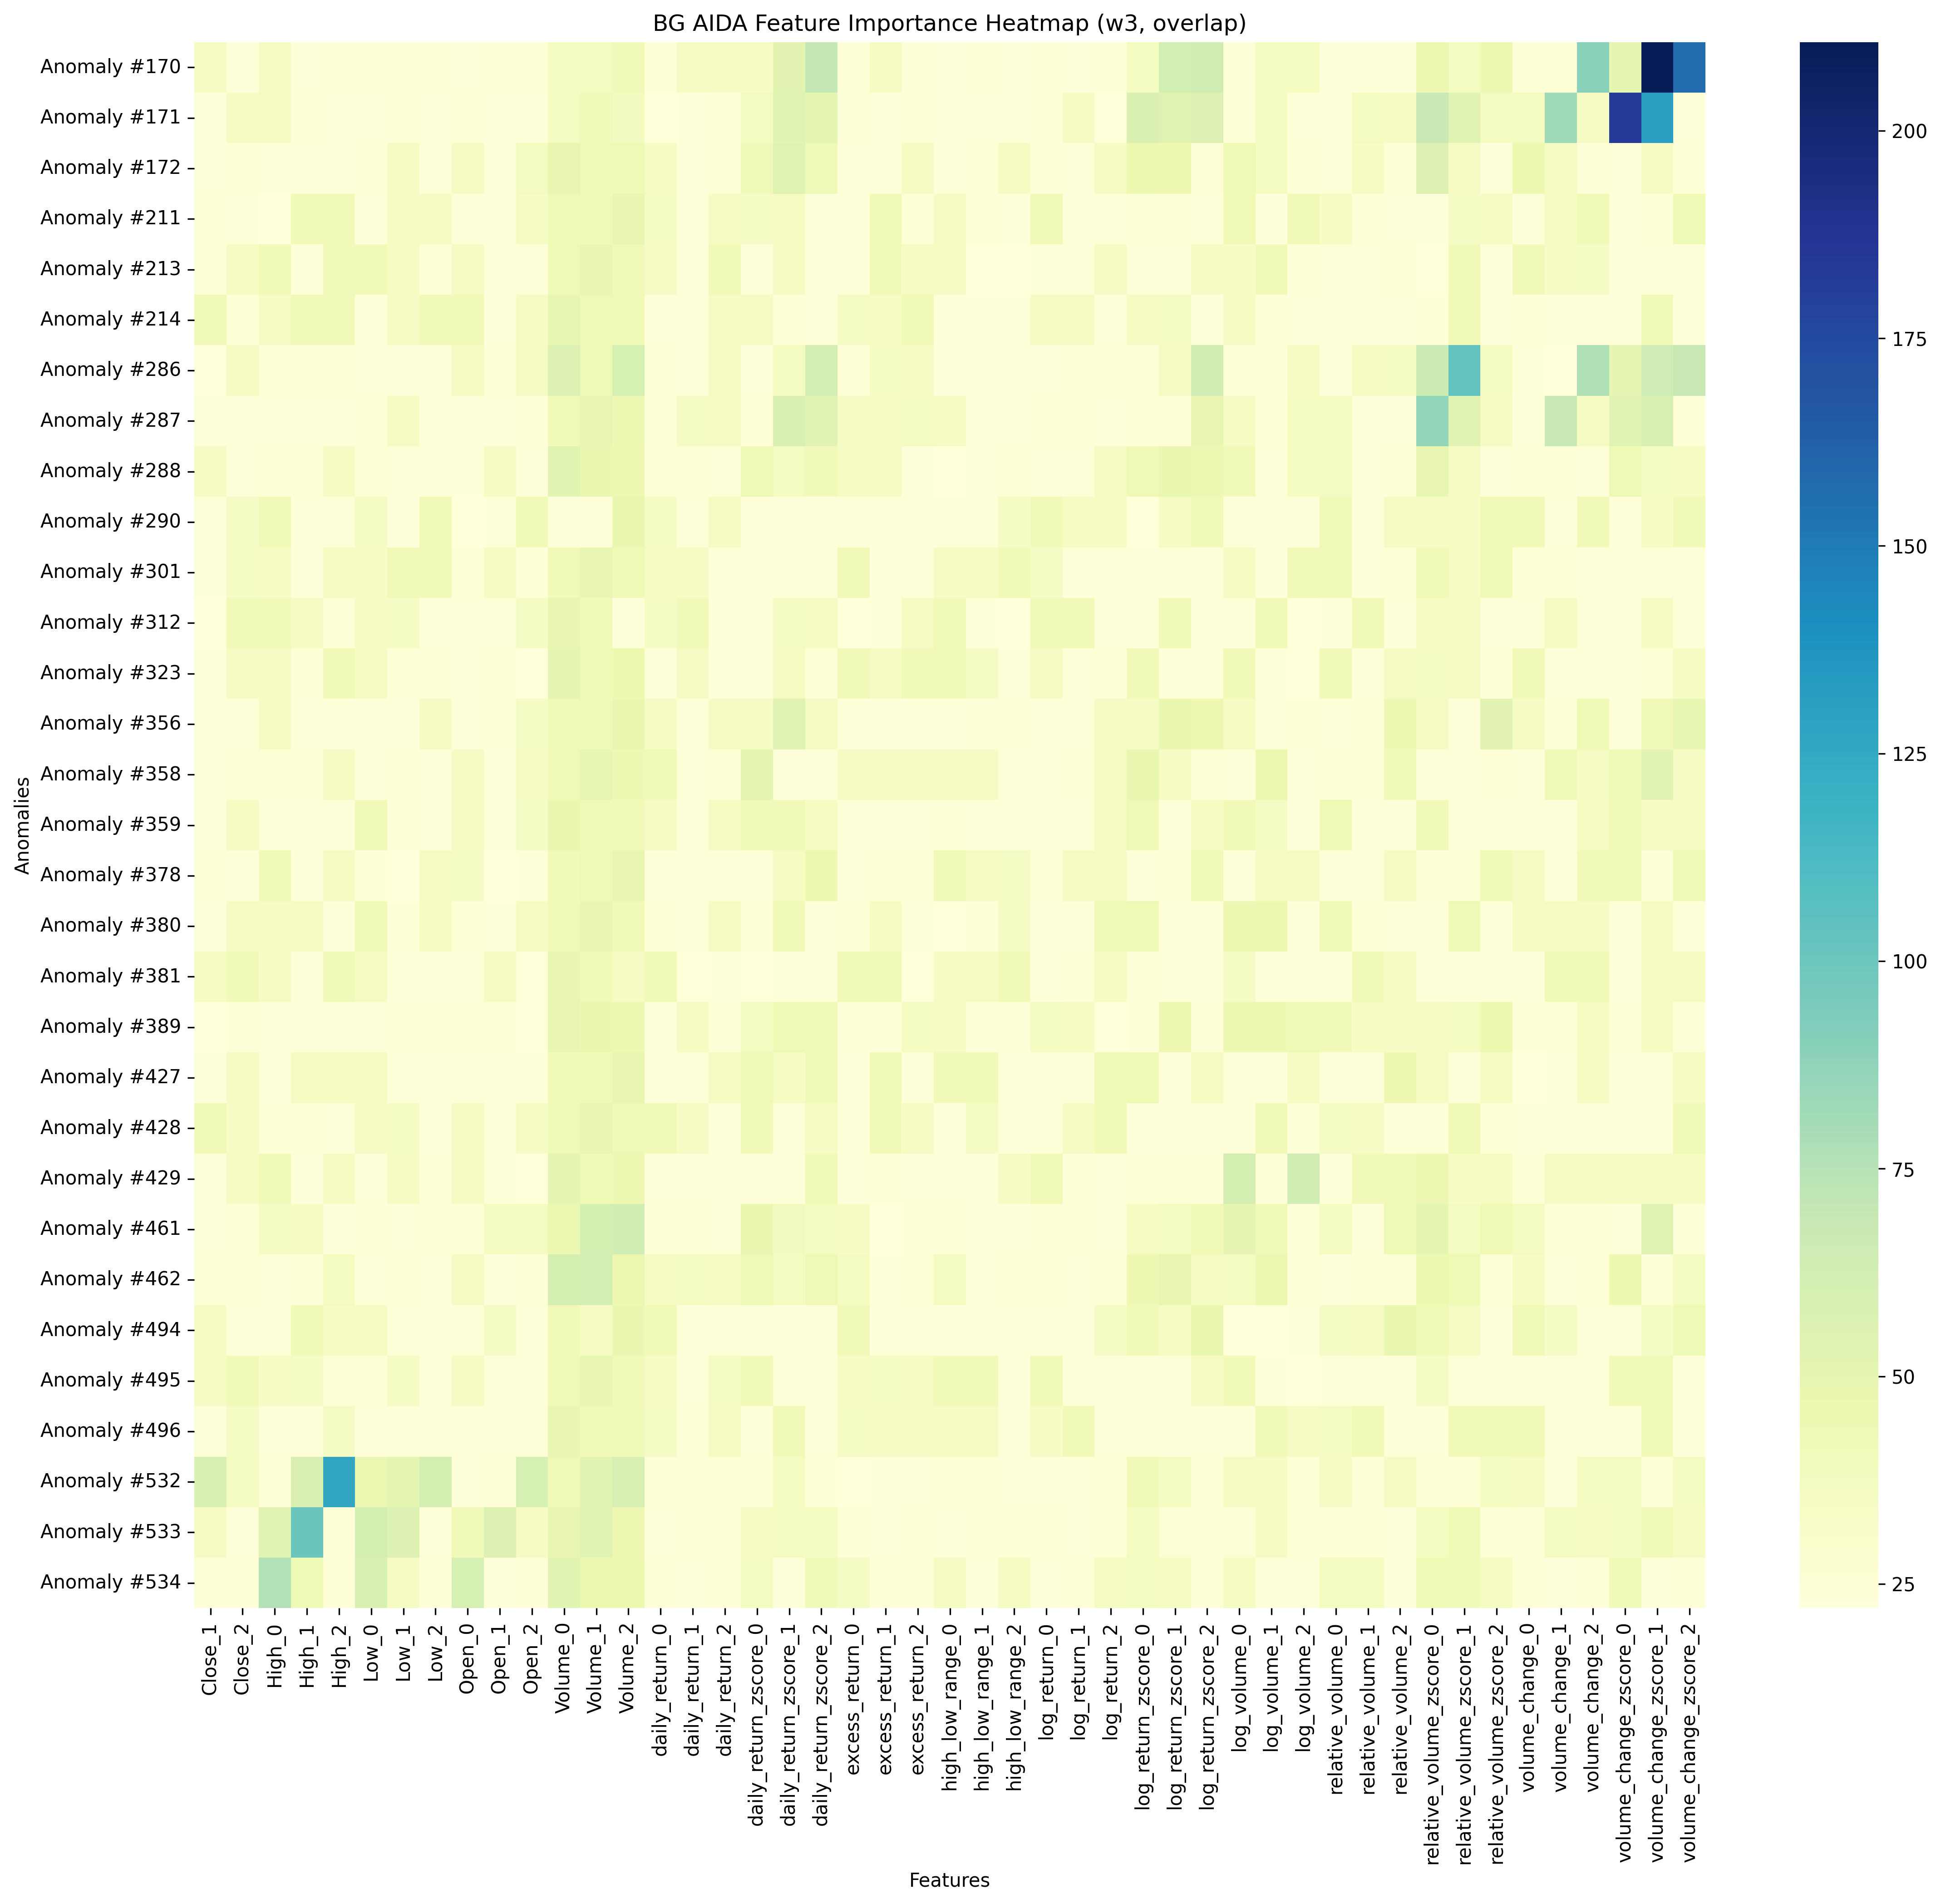 BG AIDA Feature Importance Heatmap (w3, overlap)
Anomalies
Anomaly #170
Anomaly #171
Anomaly #172
Anomaly #211
Anomaly #213
Anomaly #214
Anomaly #286
Anomaly #287
Anomaly #288
Anomaly #290
Anomaly #301
Anomaly #312
Anomaly #323
Anomaly #356
Anomaly #358
Anomaly #359
Anomaly #378
Anomaly #380
Anomaly #381
Anomaly #389
Anomaly #427
Anomaly #428
Anomaly #429
Anomaly #461
Anomaly #462
Anomaly #494
Anomaly #495
Anomaly #496
Anomaly #532
Anomaly #533
Anomaly #534
Close_1
Close_2
High_0
High_1
High_2
Low_0
Low_1
Low_2
Open_0
Open_1
Open_2
Volume_0
Volume_1
Volume_2
daily_return_0
daily_return_1
daily_return_2
daily_return_zscore_0
daily_return_zscore_1
daily_return_zscore_2
excess_return_0
excess_return_1
excess_return_2
high_low_range_0
high_low_range_1
high_low_range_2
log_return_0
log_return_1
log_return_2
log_return_zscore_0
log_return_zscore_1
log_return_zscore_2
log_volume_0
log_volume_1
log_volume_2
relative_volume_0
relative_volume_1
relative_volume_2
relative_volume_zscore_0
relative_volume_zscore_1
relative_volume_zscore_2
volume_change_0
volume_change_1
volume_change_2
volume_change_zscore_0
volume_change_zscore_1
volume_change_zscore_2
Features
200
175
150
125
100
75
50
25